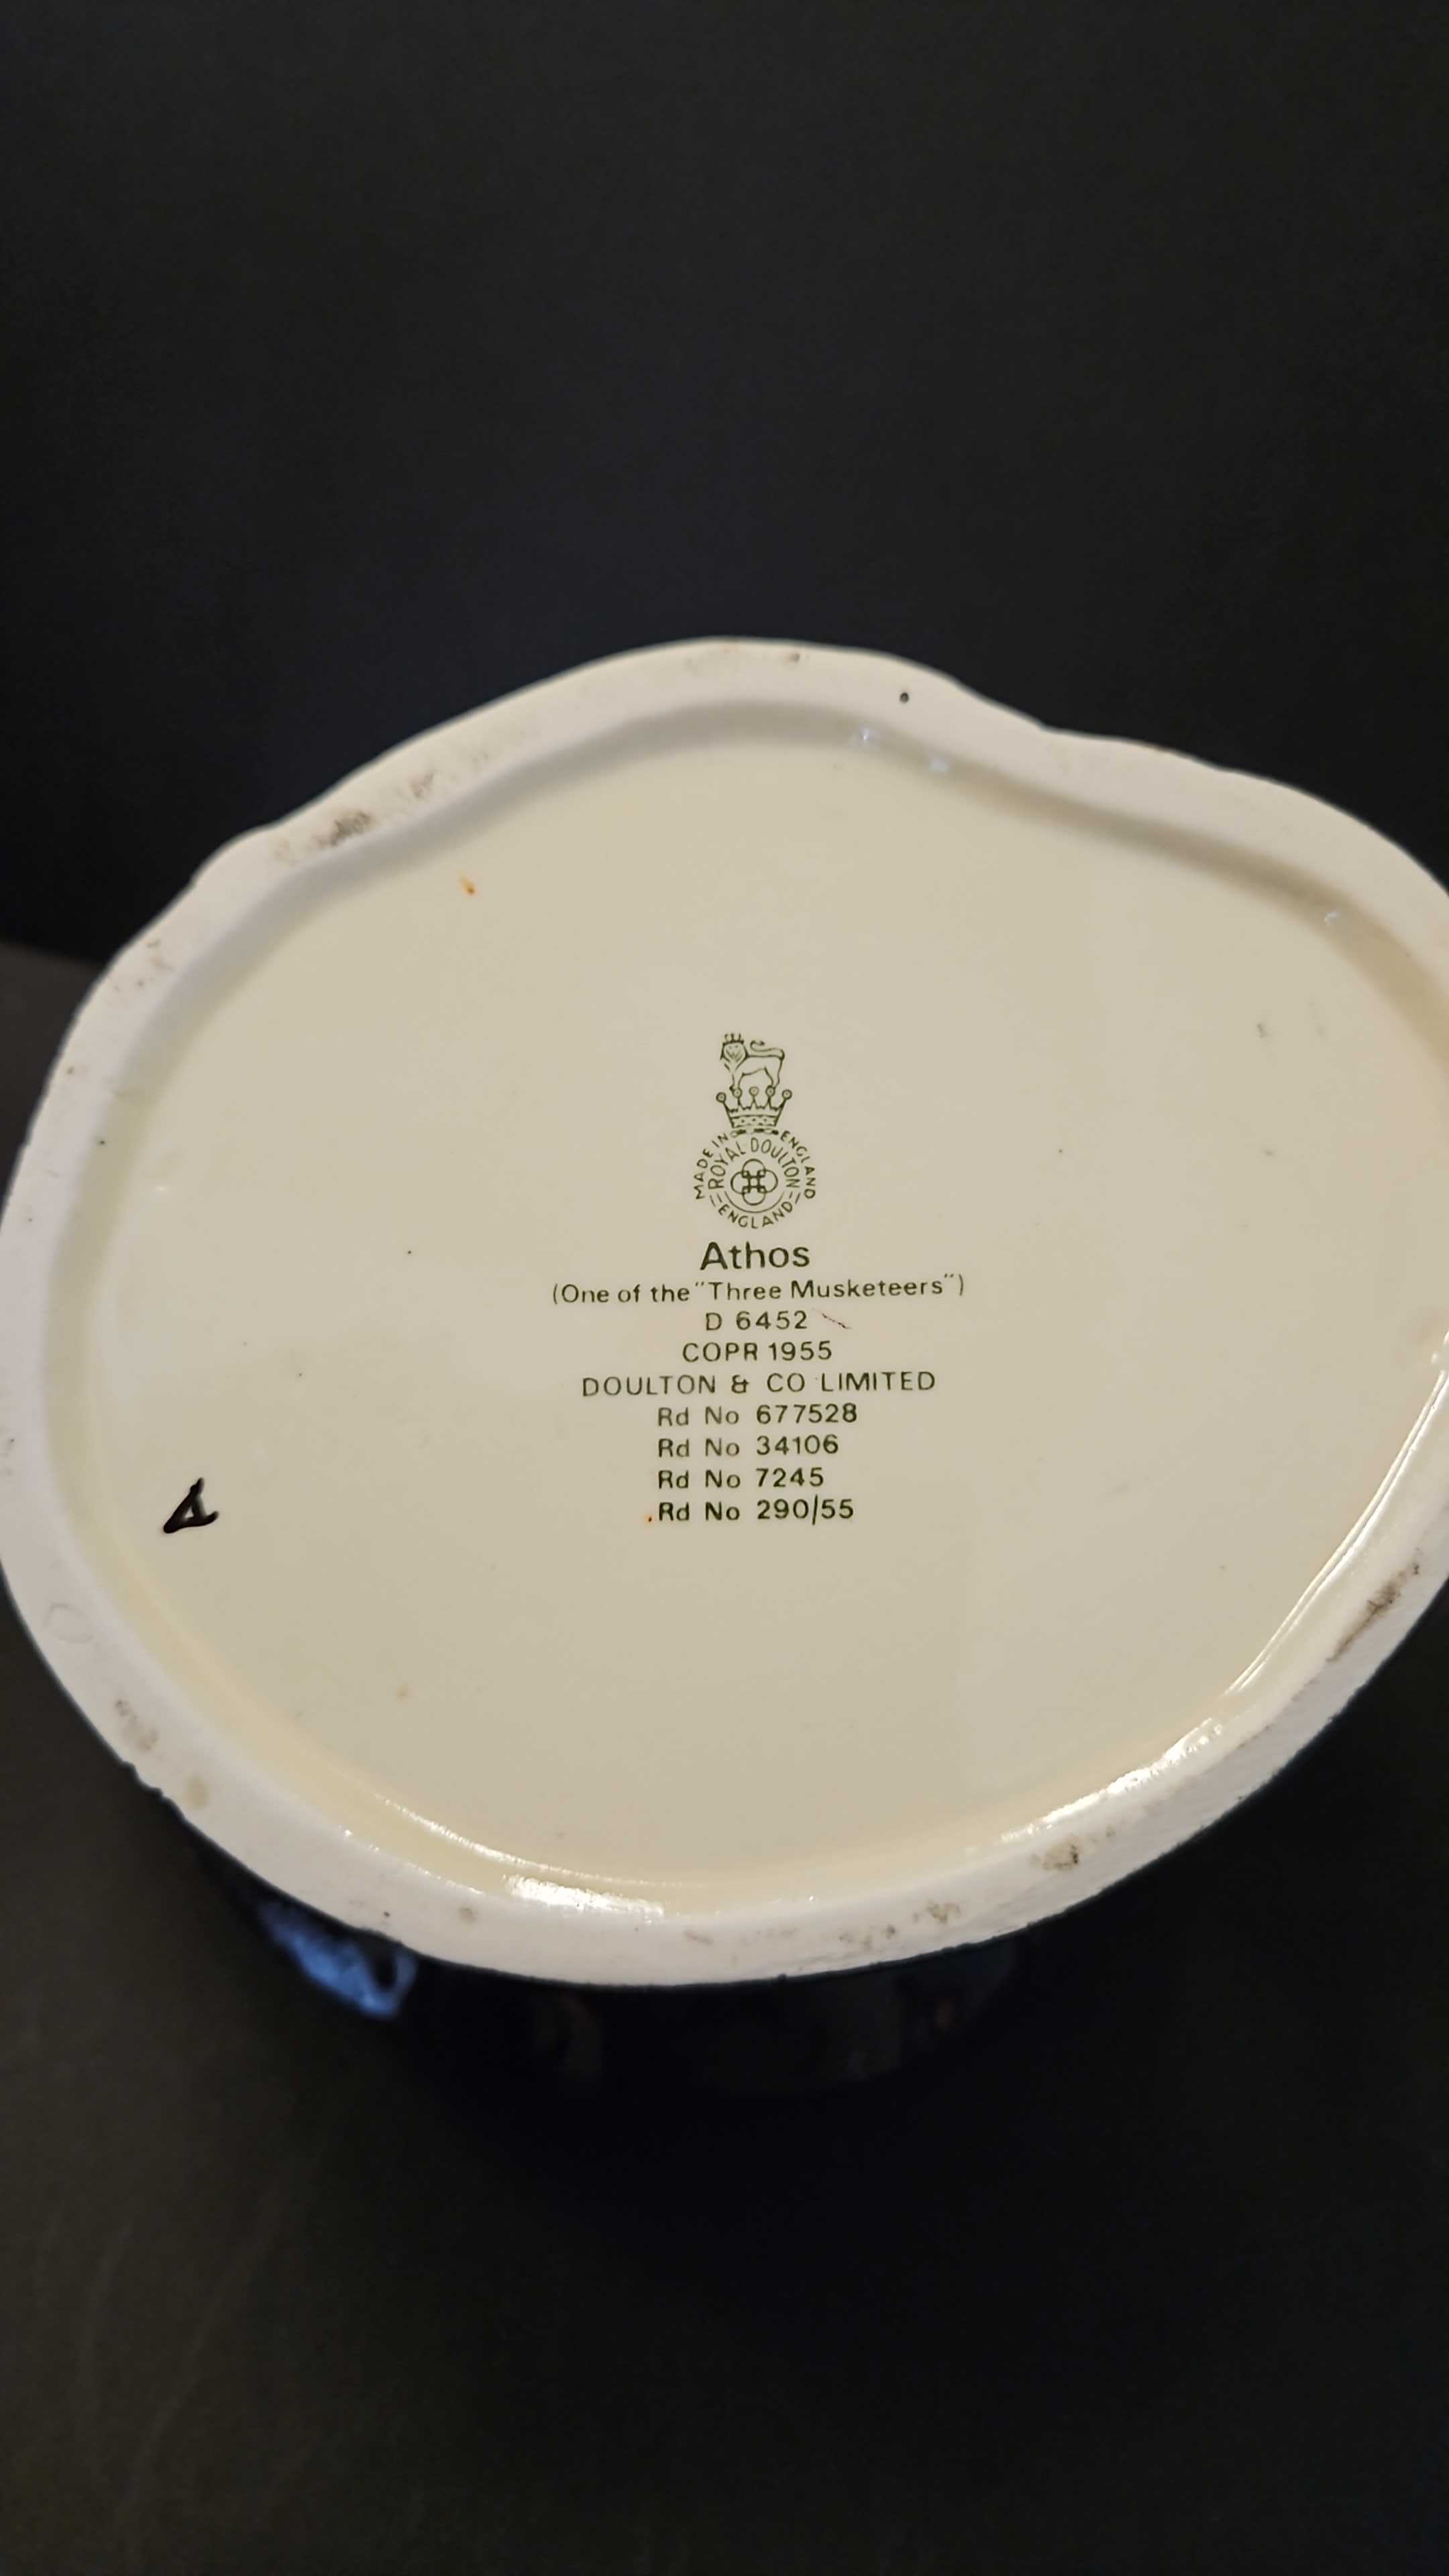 MADE IN ENGLAND
ROYAL DOULTON
ENGLAND
Athos
(One of the "Three Musketeers")
D 6452
COPR 1955
DOULTON & CO LIMITED
Rd No 677528
Rd No 34106
Rd No 7245
Rd No 290/55
A